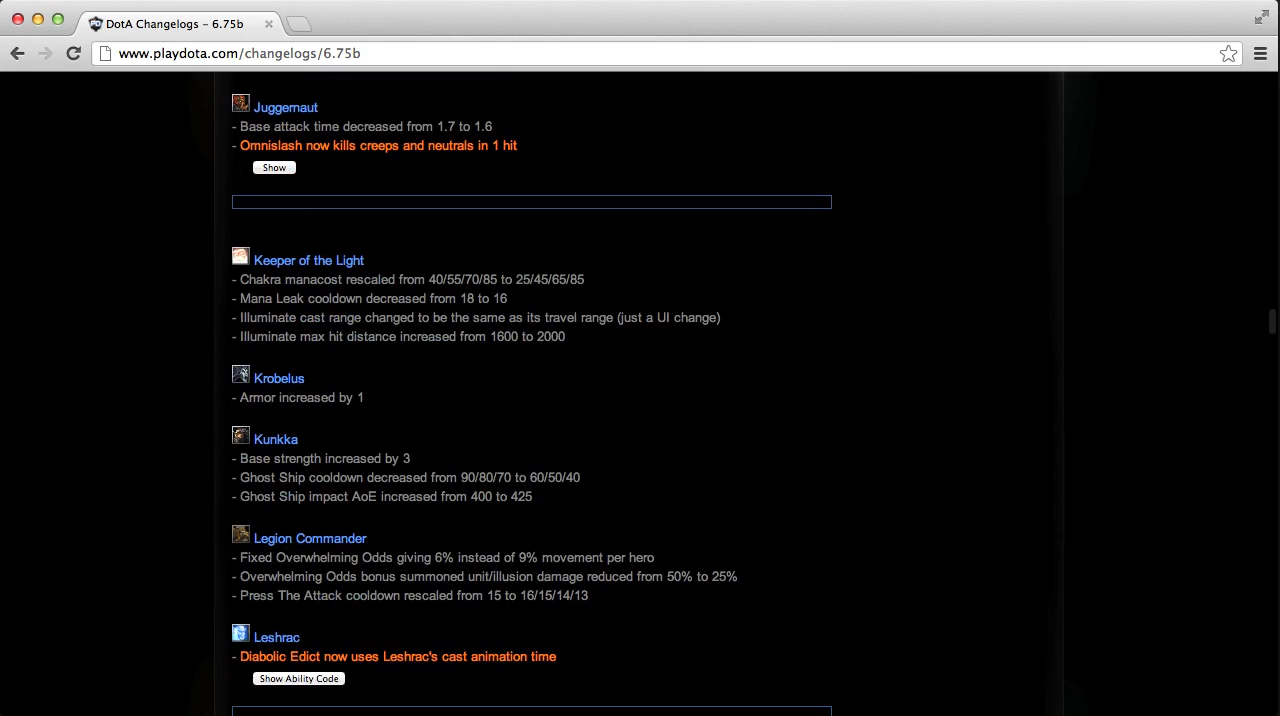 DotA Changelogs – 6.75b
www.playdota.com/changelogs/6.75b
Juggernaut
- Base attack time decreased from 1.7 to 1.6
- Omnislash now kills creeps and neutrals in 1 hit
Show
Keeper of the Light
- Chakra manacost rescaled from 40/55/70/85 to 25/45/65/85
- Mana Leak cooldown decreased from 18 to 16
- Illuminate cast range changed to be the same as its travel range (just a UI change)
- Illuminate max hit distance increased from 1600 to 2000
Krobelus
- Armor increased by 1
Kunkka
- Base strength increased by 3
- Ghost Ship cooldown decreased from 90/80/70 to 60/50/40
- Ghost Ship impact AoE increased from 400 to 425
Legion Commander
- Fixed Overwhelming Odds giving 6% instead of 9% movement per hero
- Overwhelming Odds bonus summoned unit/illusion damage reduced from 50% to 25%
- Press The Attack cooldown rescaled from 15 to 16/15/14/13
Leshrac
- Diabolic Edict now uses Leshrac's cast animation time
Show Ability Code